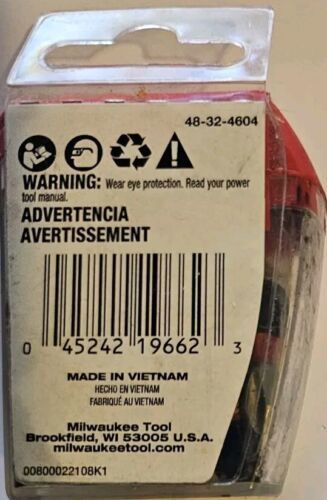 48-32-4604
WARNING: Wear eye protection. Read your power
tool manual.
ADVERTENCIA
AVERTISSEMENT
0 45242 19662 3
MADE IN VIETNAM
HECHO EN VIETNAM
FABRIQUÉ AU VIETNAM
Milwaukee Tool
Brookfield, WI 53005 U.S.A.
milwaukeetool.com
00800022108K1